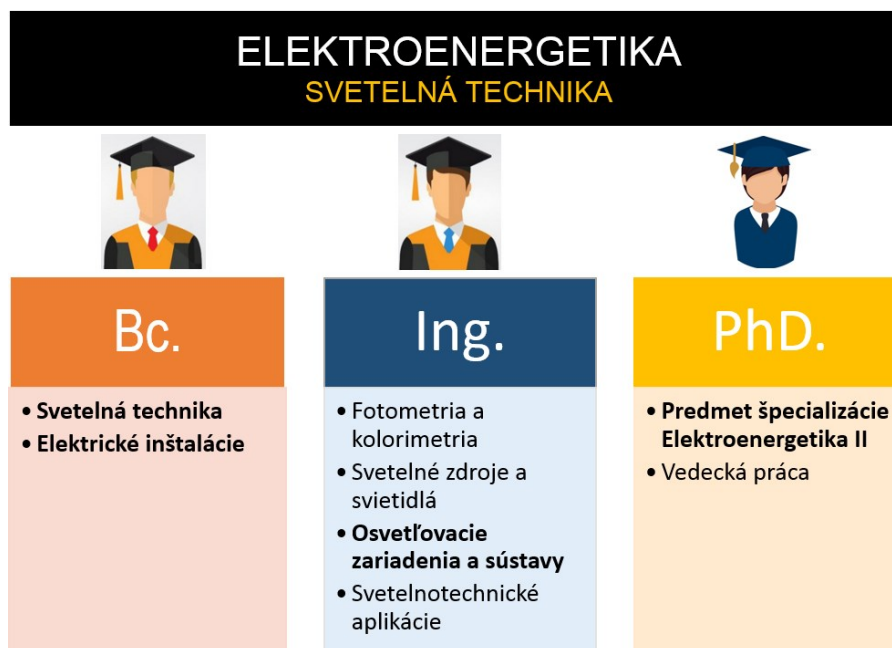 ELEKTROENERGETIKA
SVETELNÁ TECHNIKA
Bc.
• Svetelná technika
• Elektrické inštalácie
Ing.
• Fotometria a
kolorimetria
• Svetelné zdroje a
svietidlá
• Osvetľovacie
zariadenia a sústavy
• Svetelnotechnické
aplikácie
PhD.
• Predmet špecializácie
Elektroenergetika II
• Vedecká práca